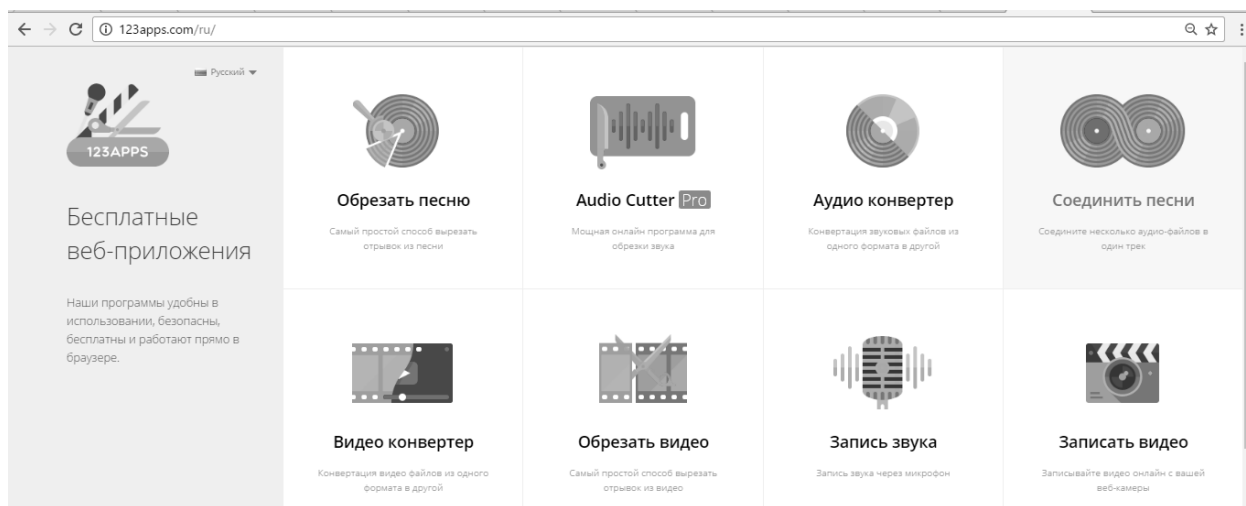 123apps.com/ru/
Русский
123APPS
Бесплатные
веб-приложения
Наши программы удобны в
использовании, безопасны,
бесплатны и работают прямо в
браузере.
Обрезать песню
Самый простой способ вырезать
отрывок из песни
Audio Cutter Pro
Мощная онлайн программа для
обрезки звука
Аудио конвертер
Конвертация звуковых файлов из
одного формата в другой
Соединить песни
Соедините несколько аудио-файлов в
один трек
Видео конвертер
Конвертация видео файлов из одного
формата в другой
Обрезать видео
Самый простой способ вырезать
отрывок из видео
Запись звука
Запись звука через микрофон
Записать видео
Записывайте видео онлайн с вашей
веб-камеры